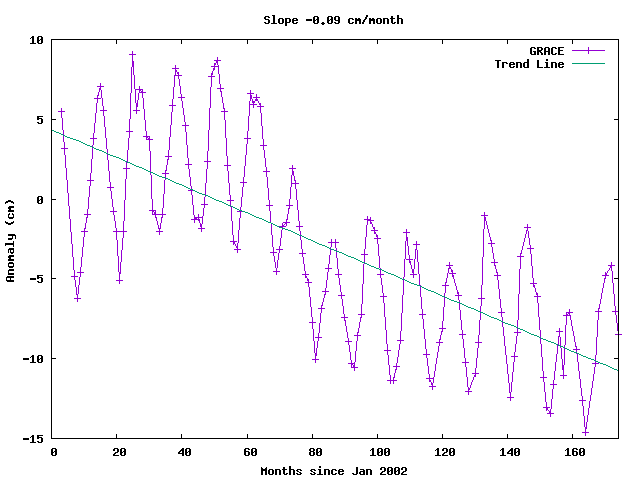 Slope -0.09 cm/month
GRACE
Trend Line
10
5
0
-5
-10
-15
Anomaly (cm)
0 20 40 60 80 100 120 140 160
Months since Jan 2002